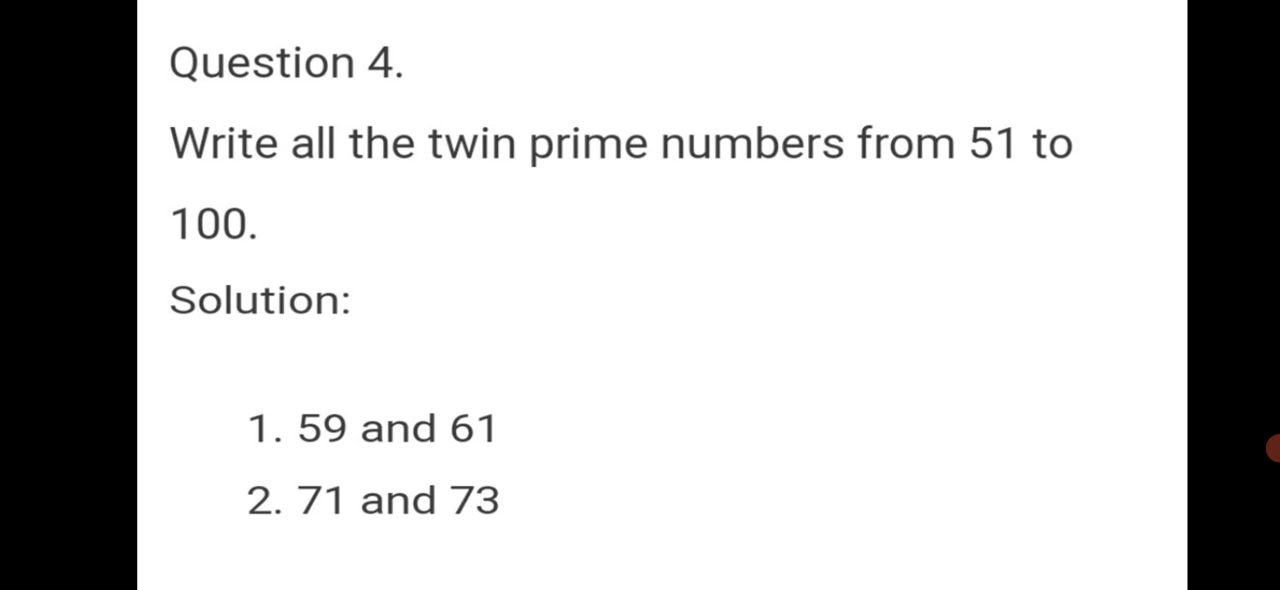 Question 4.
Write all the twin prime numbers from 51 to
100.
Solution:
1. 59 and 61
2. 71 and 73